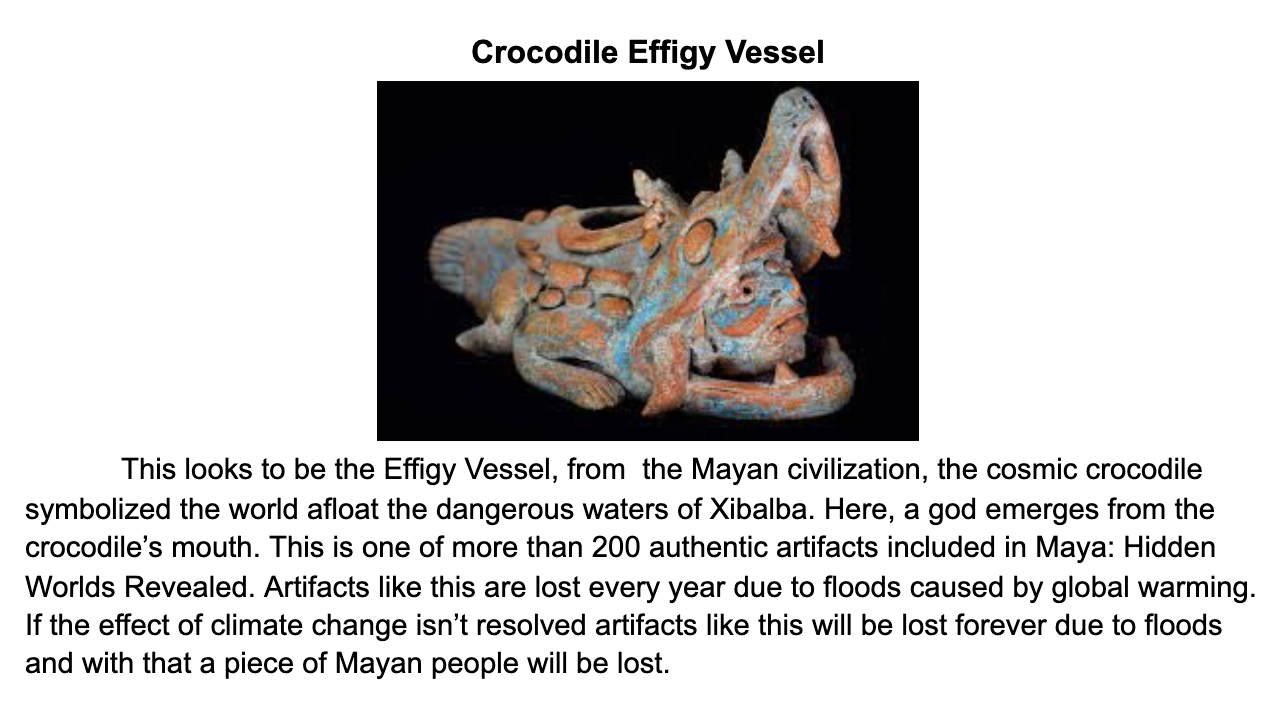 Crocodile Effigy Vessel
This looks to be the Effigy Vessel, from  the Mayan civilization, the cosmic crocodile
symbolized the world afloat the dangerous waters of Xibalba. Here, a god emerges from the
crocodile’s mouth. This is one of more than 200 authentic artifacts included in Maya: Hidden
Worlds Revealed. Artifacts like this are lost every year due to floods caused by global warming.
If the effect of climate change isn’t resolved artifacts like this will be lost forever due to floods
and with that a piece of Mayan people will be lost.